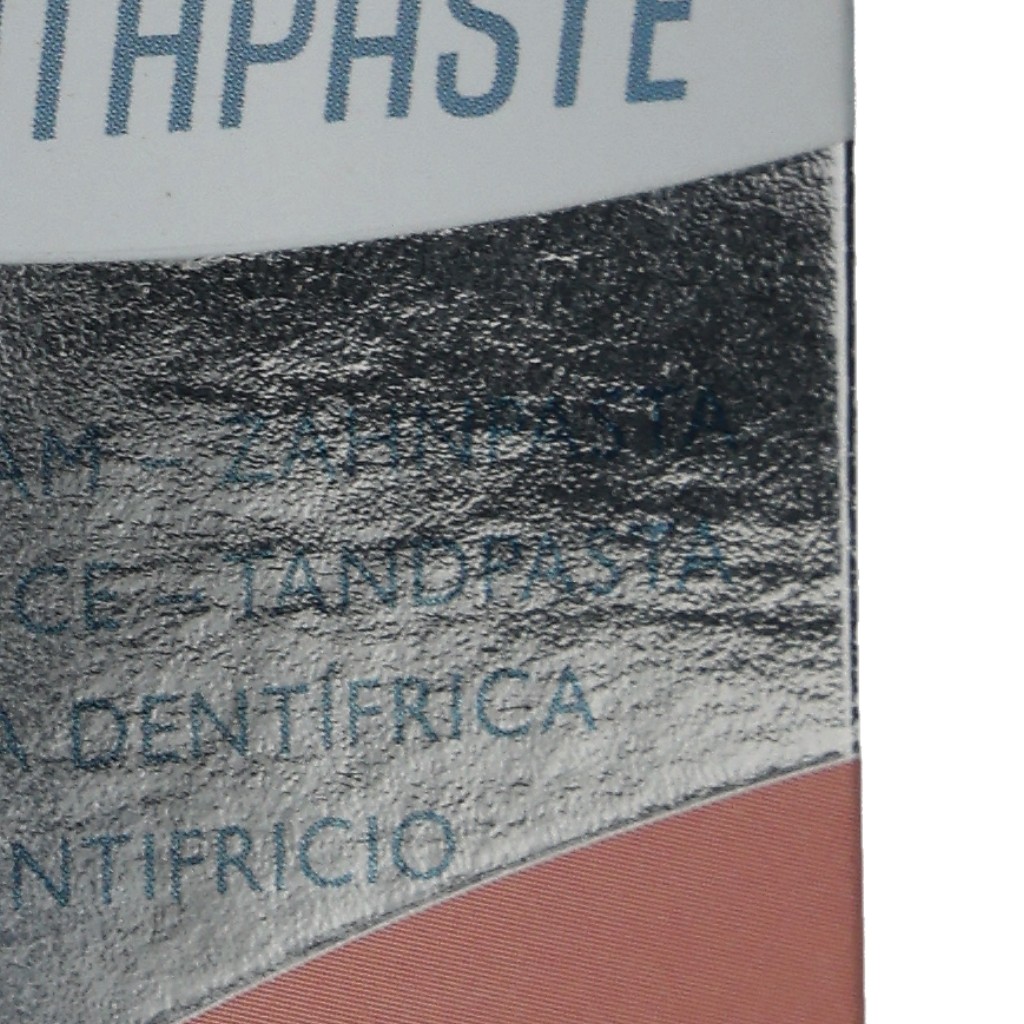 THPASTE
AM - ZAHNPASTA
CE - TANDPASTA
A DENTÍFRICA
NTIFRICIO